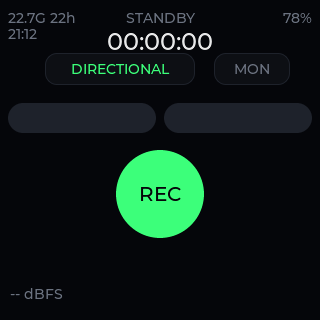 22.7G 22h STANDBY 78%
21:12
00:00:00
DIRECTIONAL MON
REC
-- dBFS